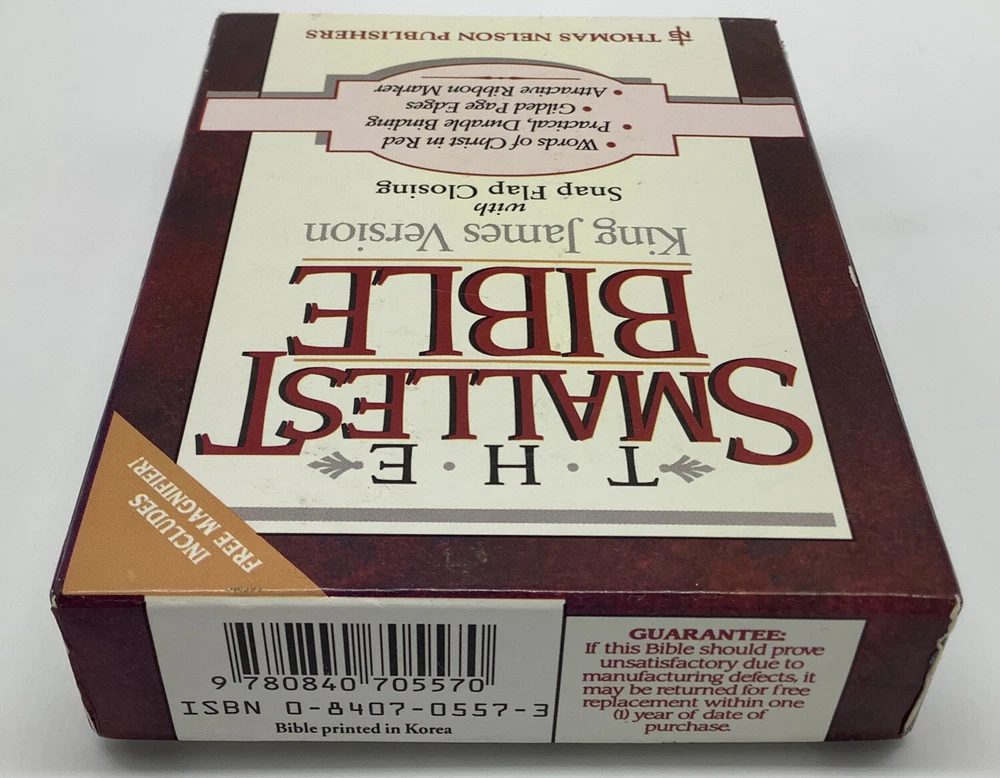 THE
SMALLEST
BIBLE
King James Version
with
Snap Flap Closing
• Words of Christ in Red
• Practical, Durable Binding
• Gilded Page Edges
• Attractive Ribbon Marker
THOMAS NELSON PUBLISHERS
INCLUDES
FREE MAGNIFIER!
9 780840 705570
ISBN 0-8407-0557-3
Bible printed in Korea
GUARANTEE:
If this Bible should prove
unsatisfactory due to
manufacturing defects, it
may be returned for free
replacement within one
(1) year of date of
purchase.